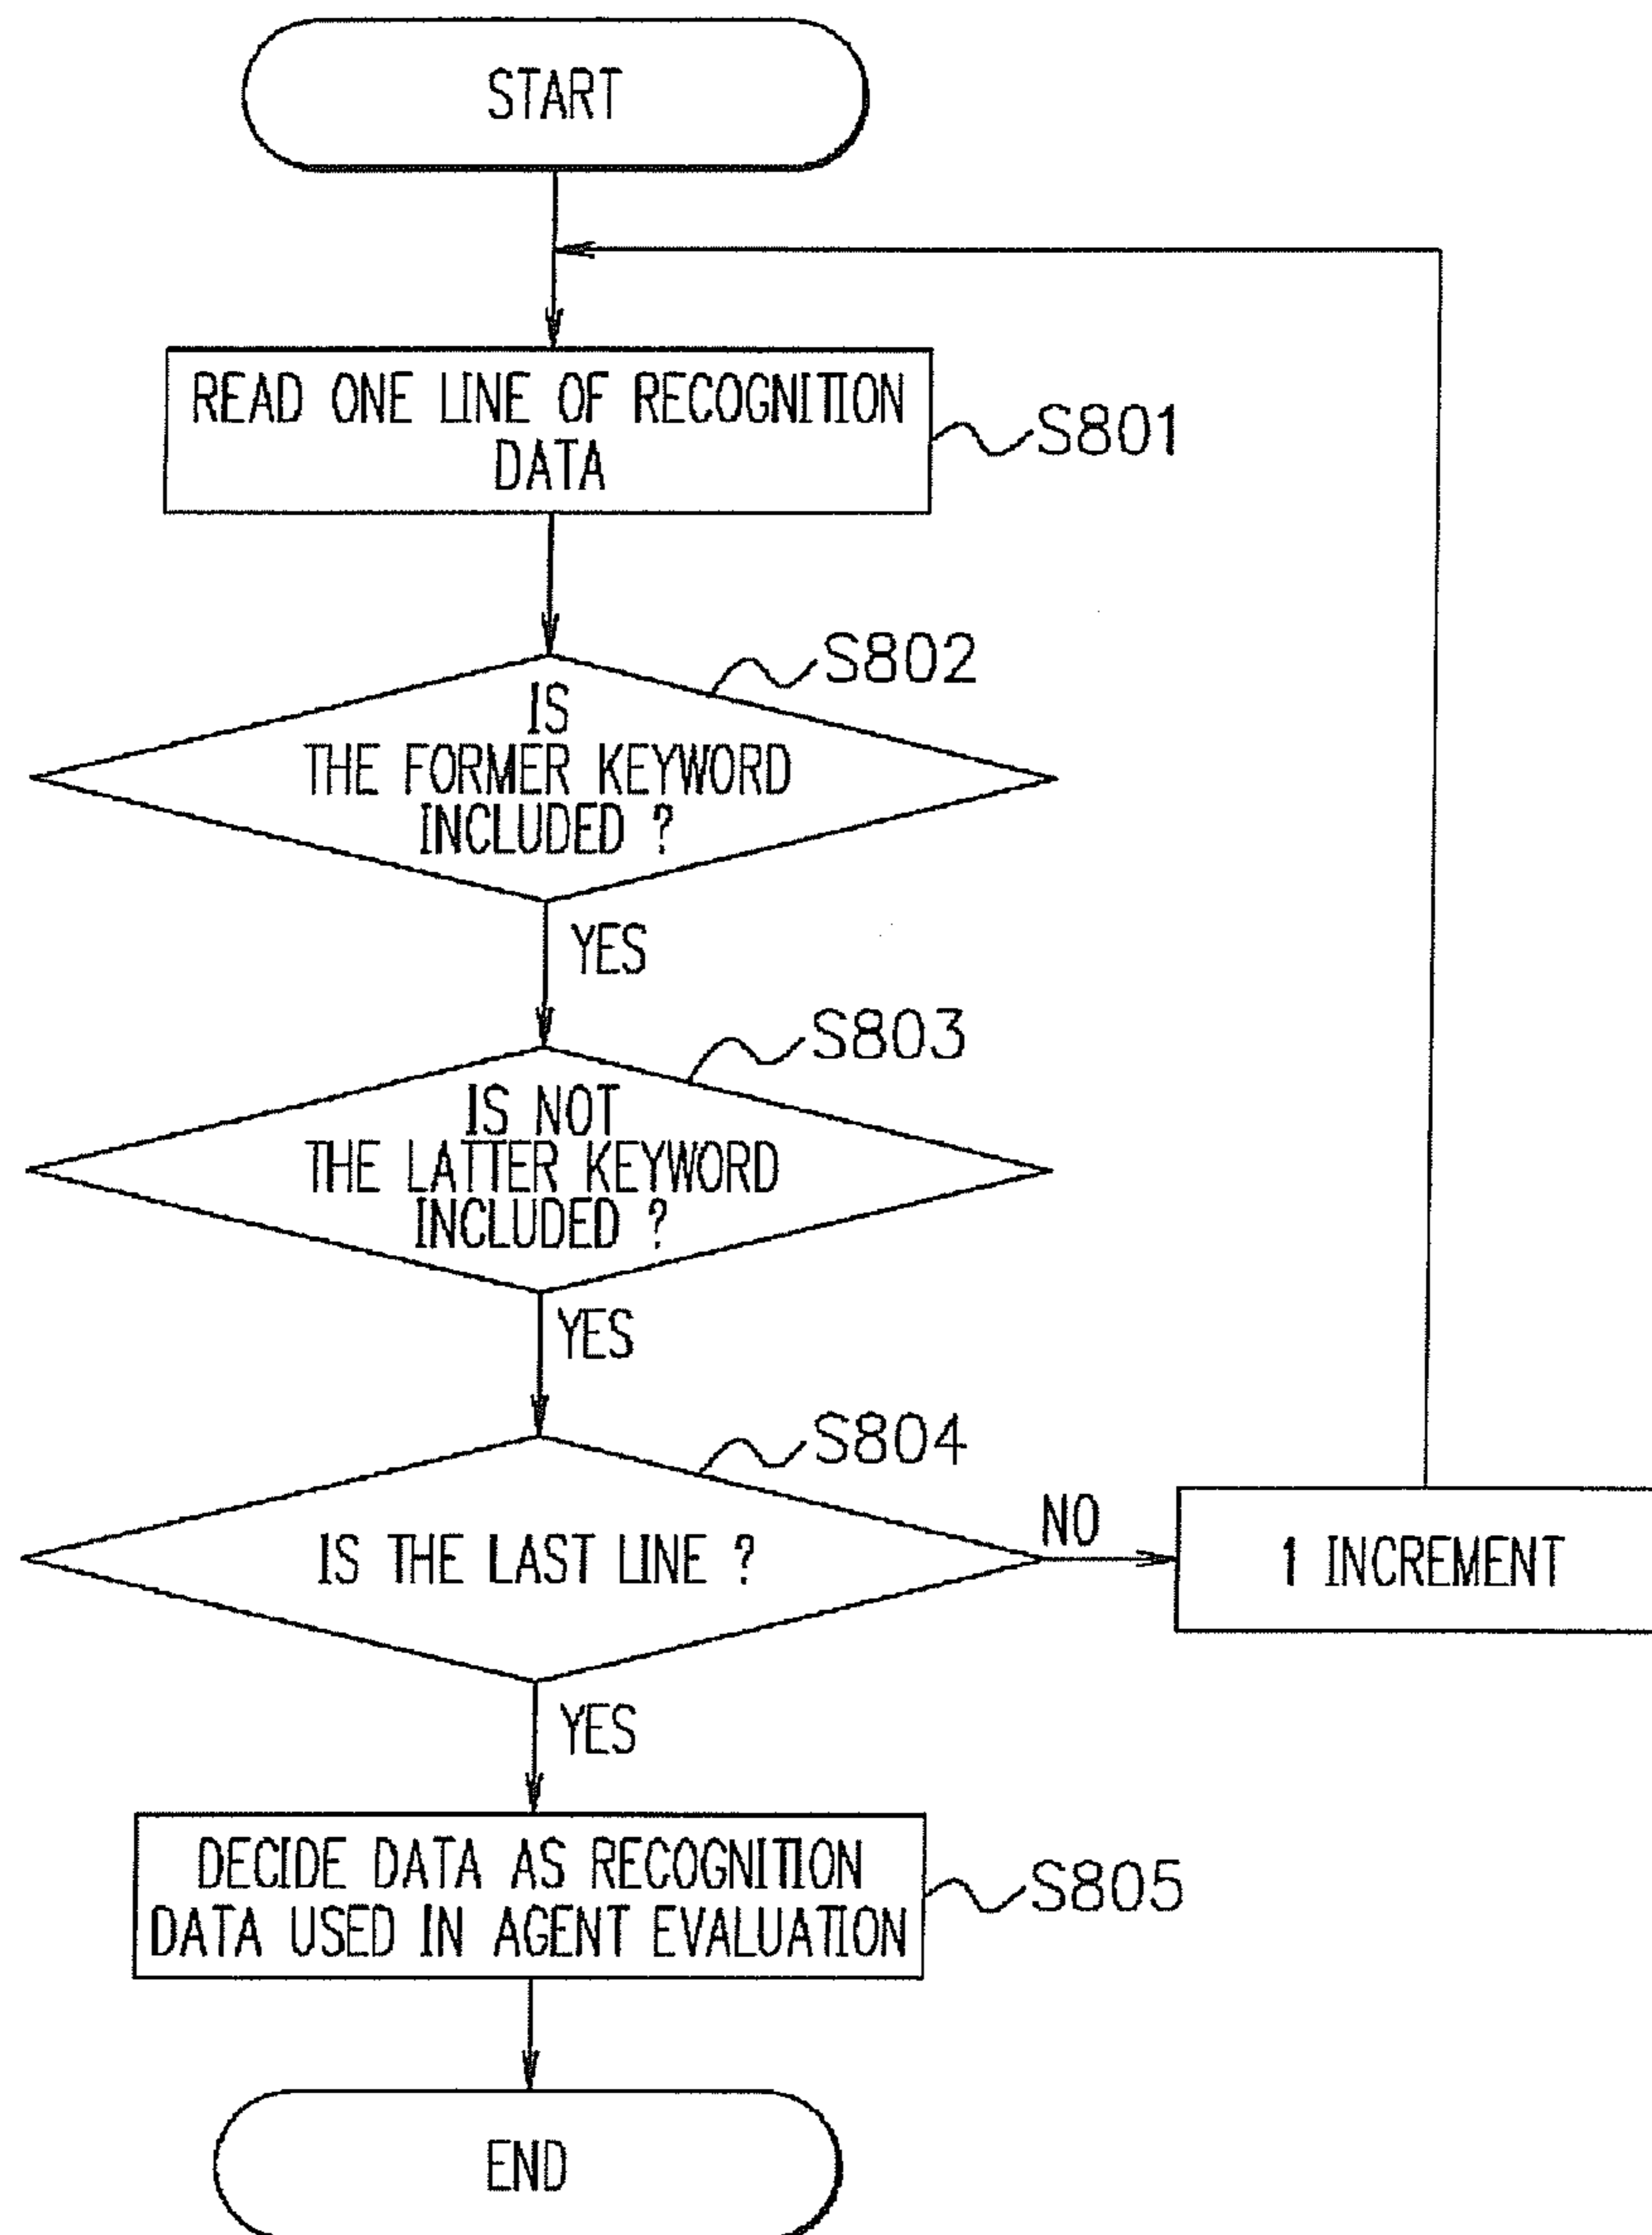 START
READ ONE LINE OF RECOGNITION
DATA
S801
S802
IS
THE FORMER KEYWORD
INCLUDED ?
YES
S803
IS NOT
THE LATTER KEYWORD
INCLUDED ?
YES
S804
IS THE LAST LINE ?
NO
1 INCREMENT
YES
DECIDE DATA AS RECOGNITION
DATA USED IN AGENT EVALUATION
S805
END